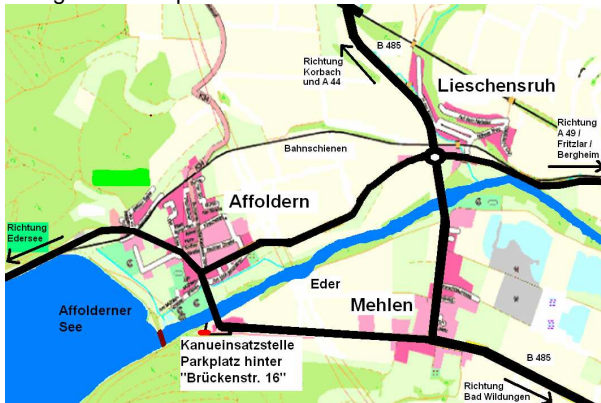 B 485
Richtung
Korbach
und A 44
Lieschensruh
Richtung
A 49 /
Fritzlar /
Bergheim
Bahnschienen
Affoldern
Richtung
Edersee
Eder
Mehlen
Affolderner
See
Kanueinsatzstelle
Parkplatz hinter
"Brückenstr. 16"
B 485
Richtung
Bad Wildungen